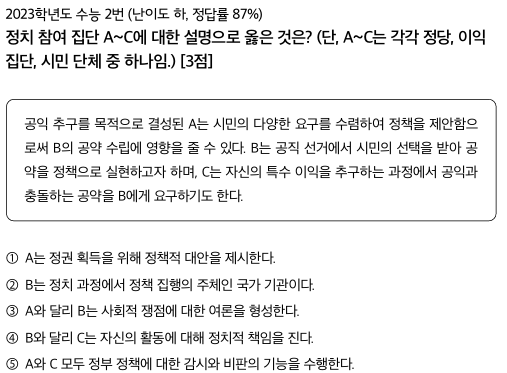 2023학년도 수능 2번 (난이도 하, 정답률 87%)
정치 참여 집단 A~C에 대한 설명으로 옳은 것은? (단, A~C는 각각 정당, 이익
집단, 시민 단체 중 하나임.) [3점]
공익 추구를 목적으로 결성된 A는 시민의 다양한 요구를 수렴하여 정책을 제안함으
로써 B의 공약 수립에 영향을 줄 수 있다. B는 공직 선거에서 시민의 선택을 받아 공
약을 정책으로 실현하고자 하며, C는 자신의 특수 이익을 추구하는 과정에서 공익과
충돌하는 공약을 B에게 요구하기도 한다.
① A는 정권 획득을 위해 정책적 대안을 제시한다.
② B는 정치 과정에서 정책 집행의 주체인 국가 기관이다.
③ A와 달리 B는 사회적 쟁점에 대한 여론을 형성한다.
④ B와 달리 C는 자신의 활동에 대해 정치적 책임을 진다.
⑤ A와 C 모두 정부 정책에 대한 감시와 비판의 기능을 수행한다.